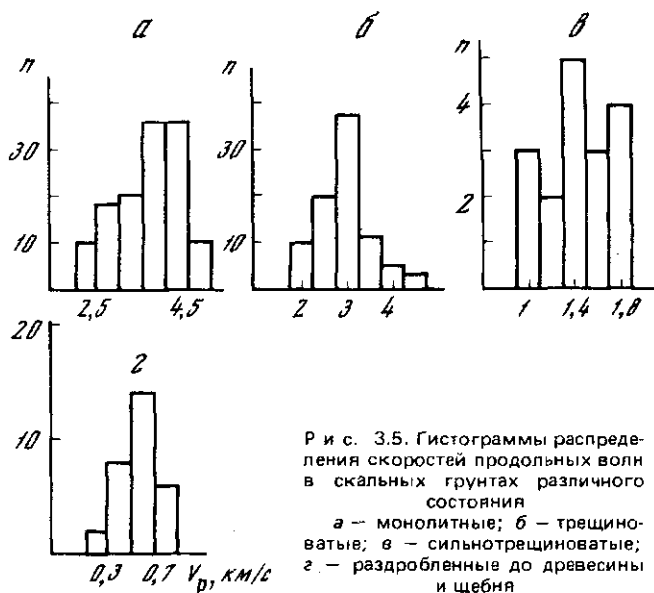 а
б
в
n
30
10
2,5
4,5
n
30
10
2
3
4
n
4
2
1
1,4
1,8
20
10
г
0,3
0,7
Vp, км/с
Р и с. 3.5. Гистограммы распреде-
ления скоростей продольных волн
в скальных грунтах различного
состояния
а — монолитные; б — трещино-
ватые; в — сильнотрещиноватые;
г — раздробленные до древесины
и щебня